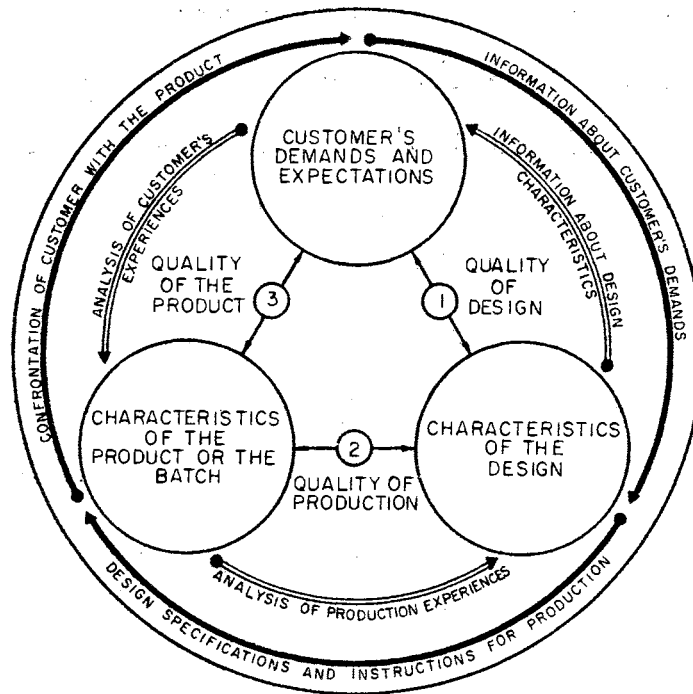 CONFRONTATION OF CUSTOMER WITH THE PRODUCT
INFORMATION ABOUT CUSTOMER'S DEMANDS
ANALYSIS OF CUSTOMER'S
EXPERIENCES
INFORMATION ABOUT DESIGN
CHARACTERISTICS
CUSTOMER'S
DEMANDS AND
EXPECTATIONS
QUALITY
OF THE
PRODUCT
3
1
QUALITY
OF
DESIGN
CHARACTERISTICS
OF THE
PRODUCT OR THE
BATCH
2
QUALITY OF
PRODUCTION
CHARACTERISTICS
OF THE
DESIGN
ANALYSIS OF PRODUCTION EXPERIENCES
DESIGN SPECIFICATIONS AND INSTRUCTIONS FOR PRODUCTION